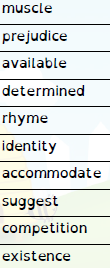 muscle
prejudice
available
determined
rhyme
identity
accommodate
suggest
competition
existence